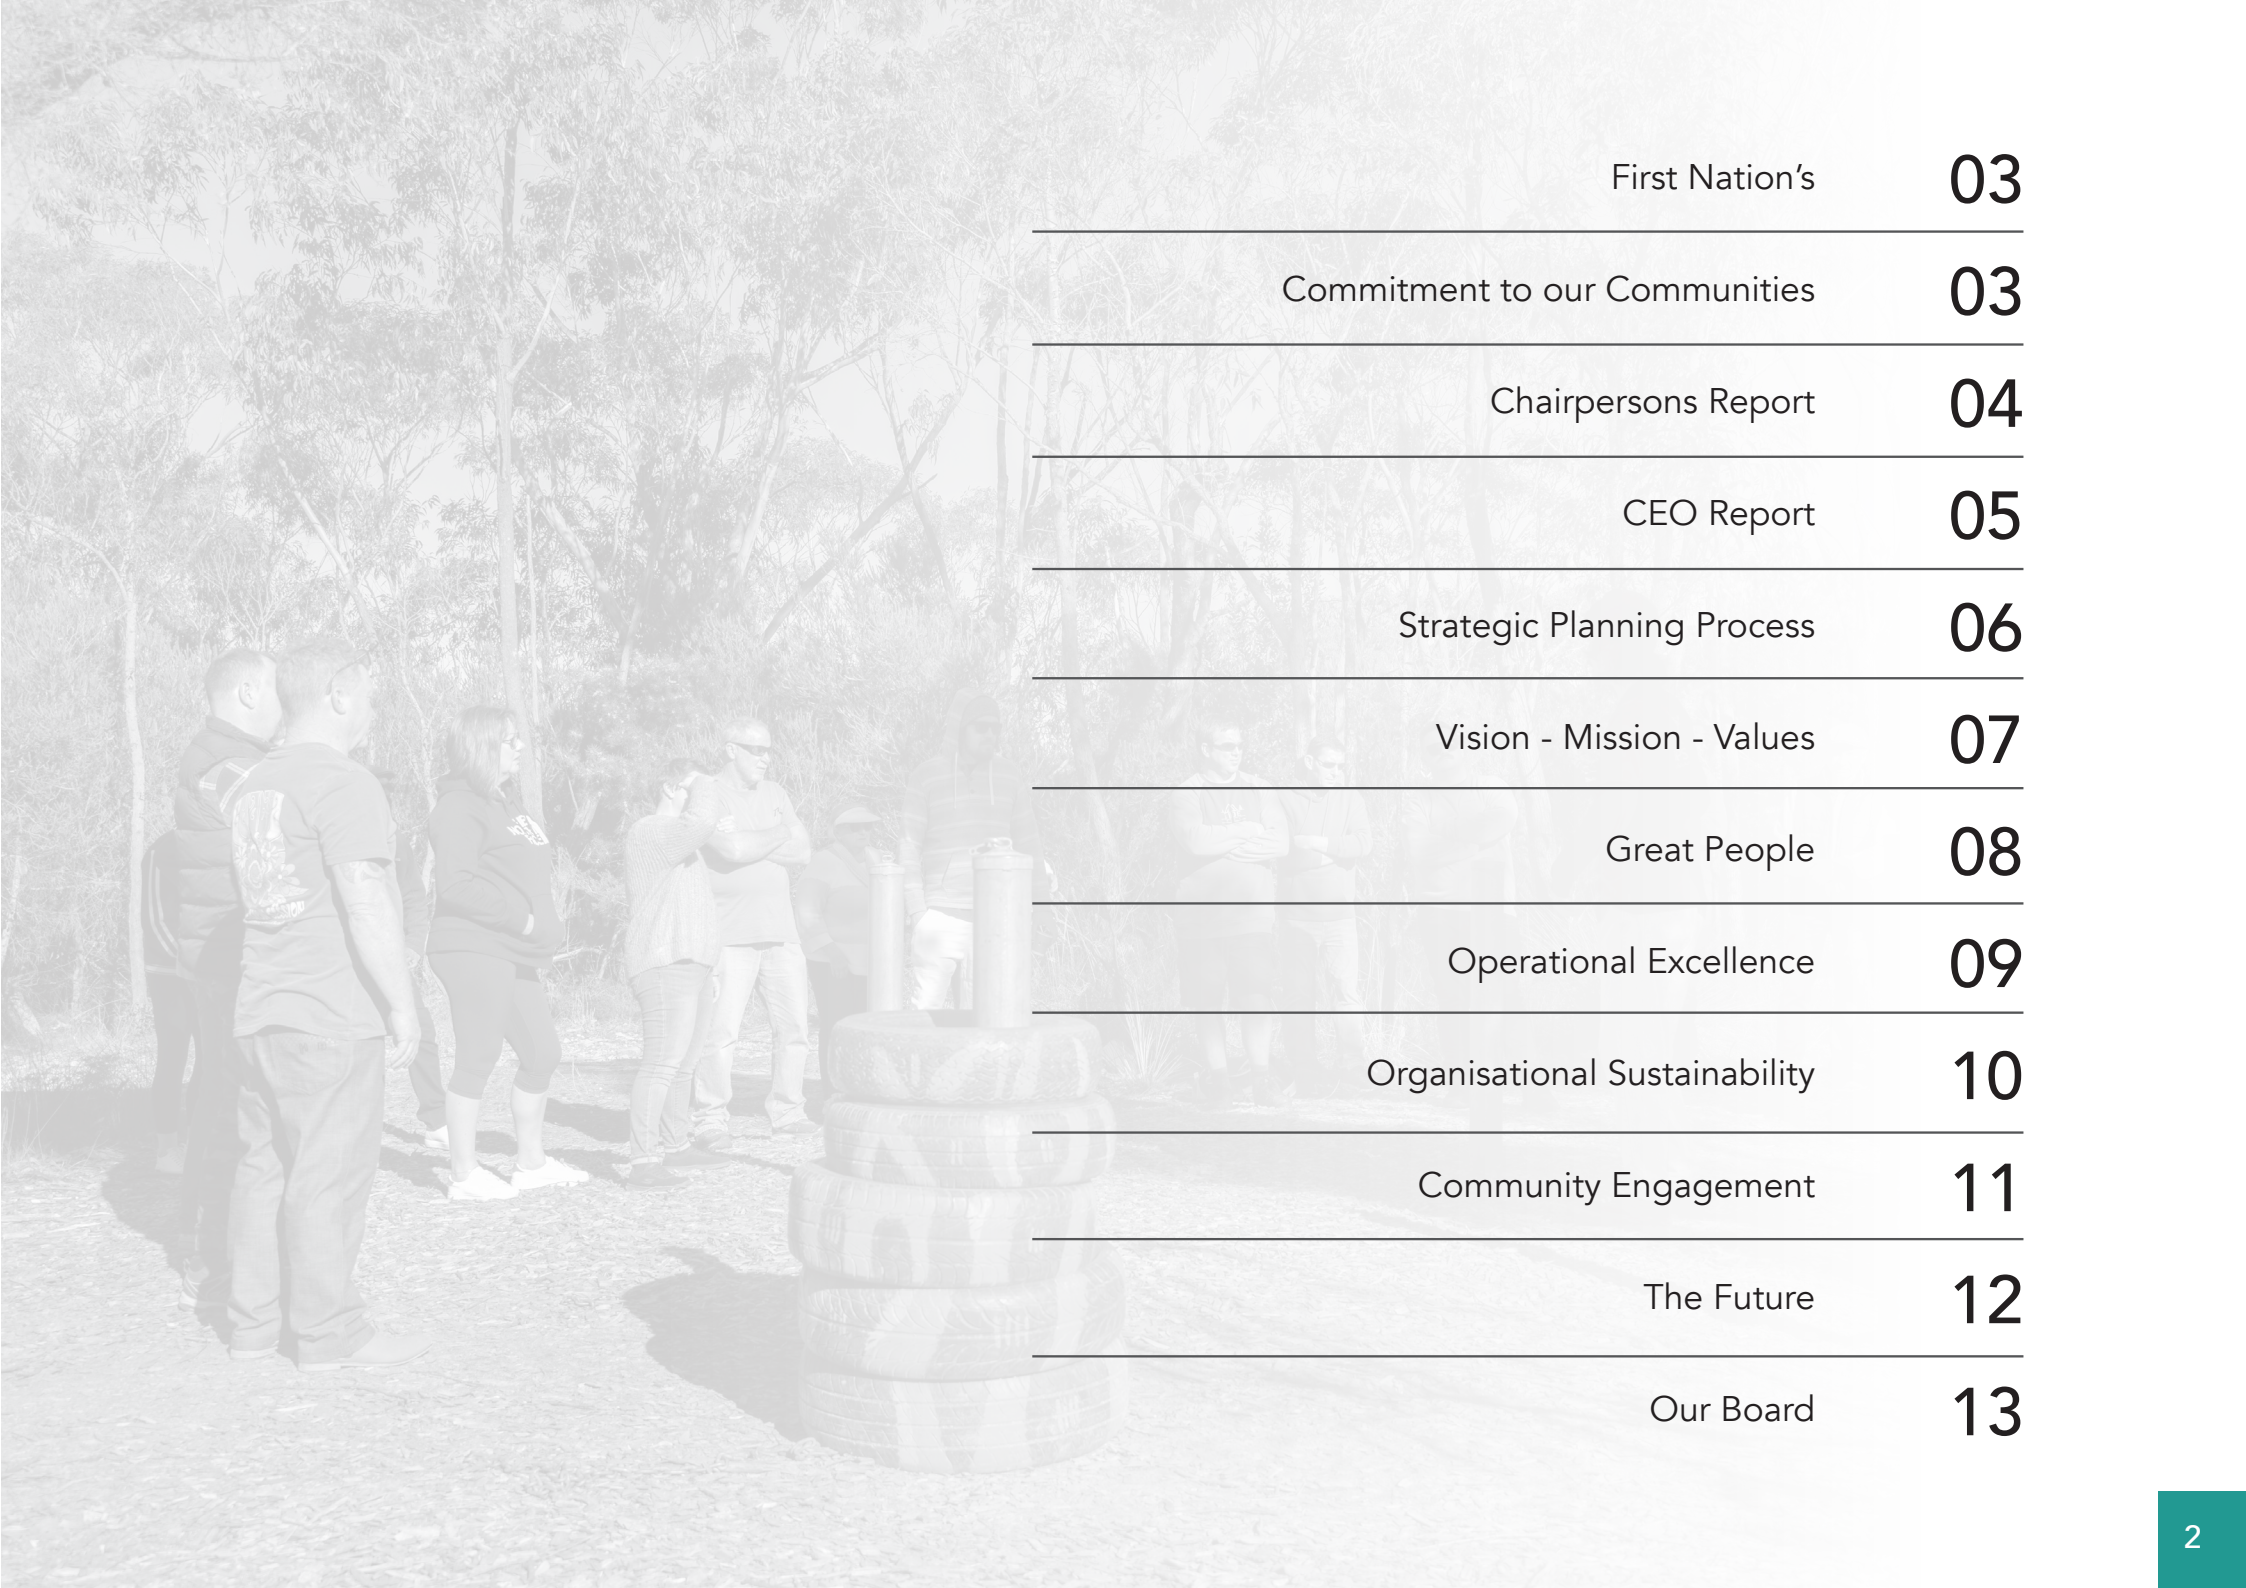 First Nation’s 03
Commitment to our Communities 03
Chairpersons Report 04
CEO Report 05
Strategic Planning Process 06
Vision - Mission - Values 07
Great People 08
Operational Excellence 09
Organisational Sustainability 10
Community Engagement 11
The Future 12
Our Board 13
2